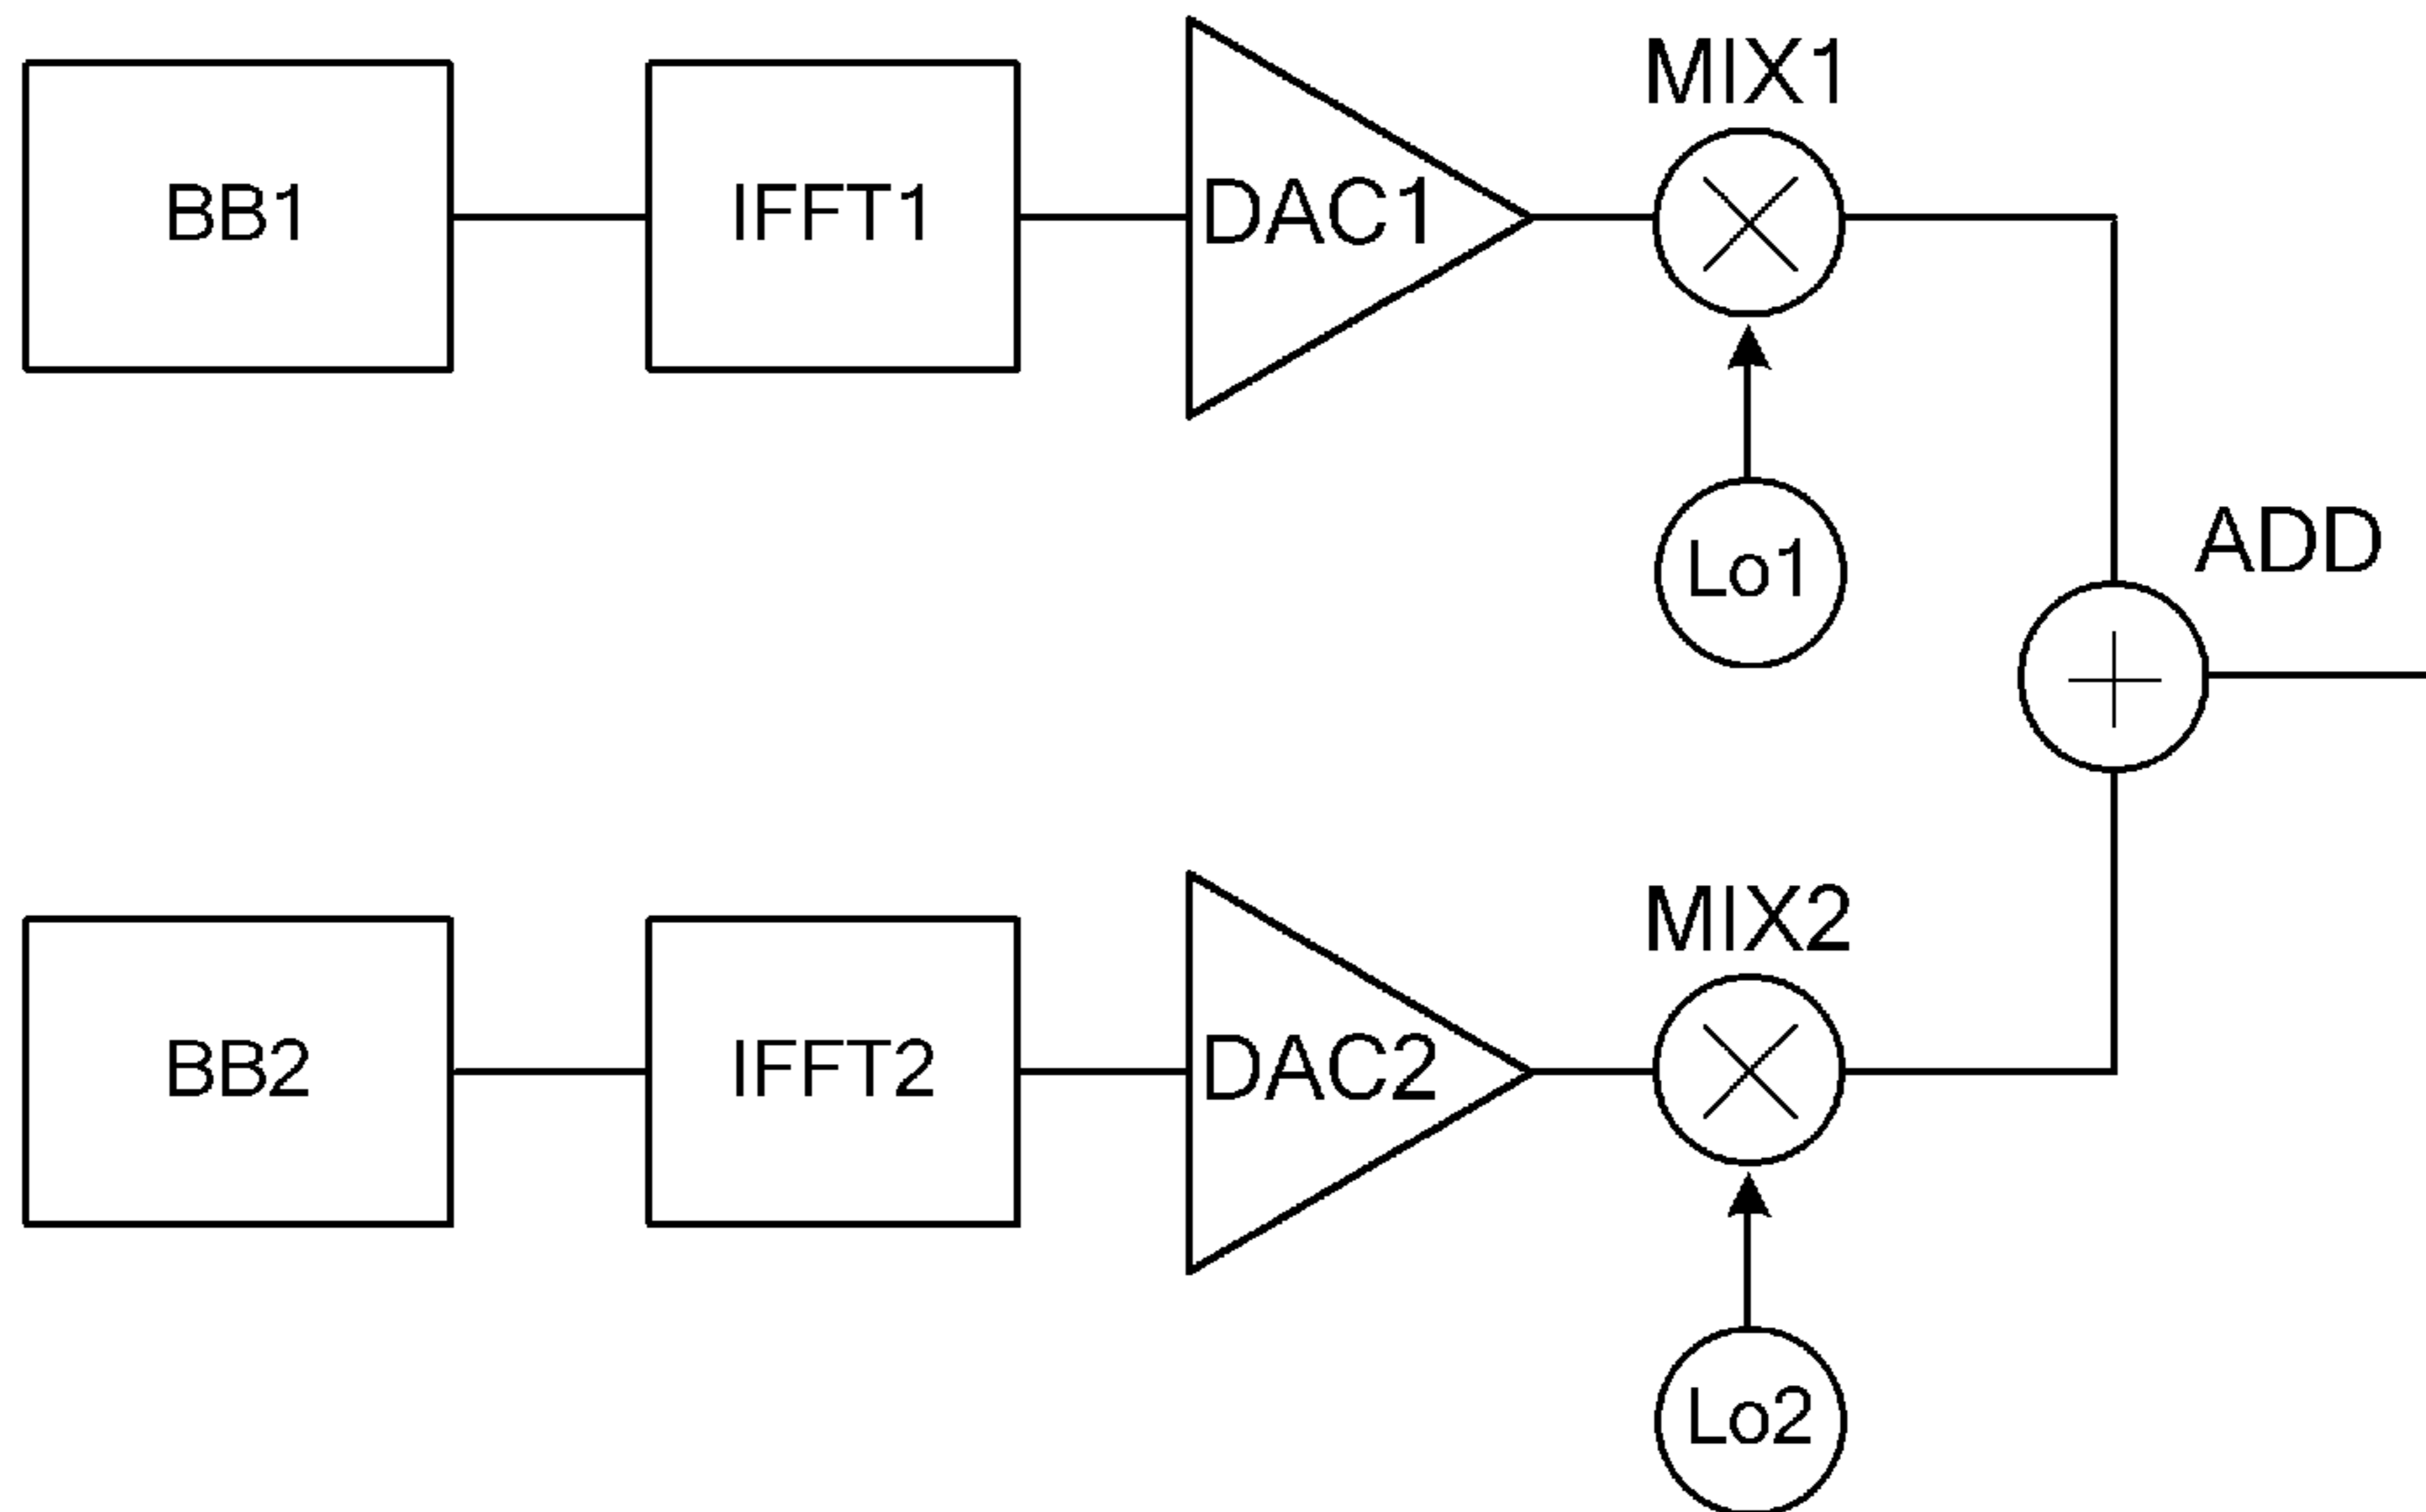 MIX1
BB1
IFFT1
DAC1
Lo1
ADD
MIX2
BB2
IFFT2
DAC2
Lo2